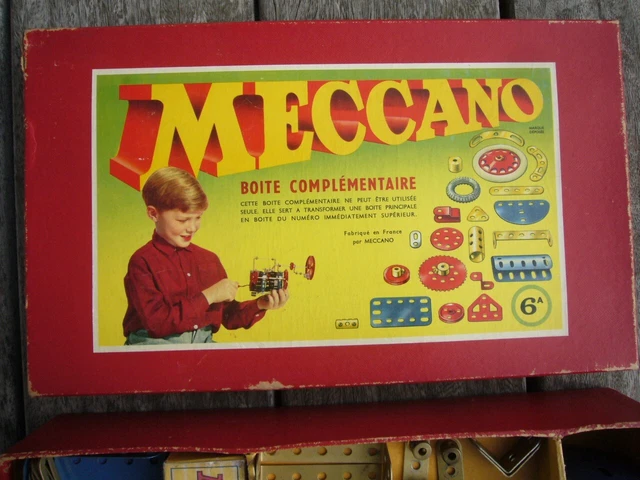 MECCANO
BOITE COMPLÉMENTAIRE
CETTE BOITE COMPLÉMENTAIRE NE PEUT ÊTRE UTILISÉE
SEULE, ELLE SERT A TRANSFORMER UNE BOITE PRINCIPALE
EN BOITE DU NUMÉRO IMMÉDIATEMENT SUPÉRIEUR.
Fabriqué en France
par MECCANO
6A